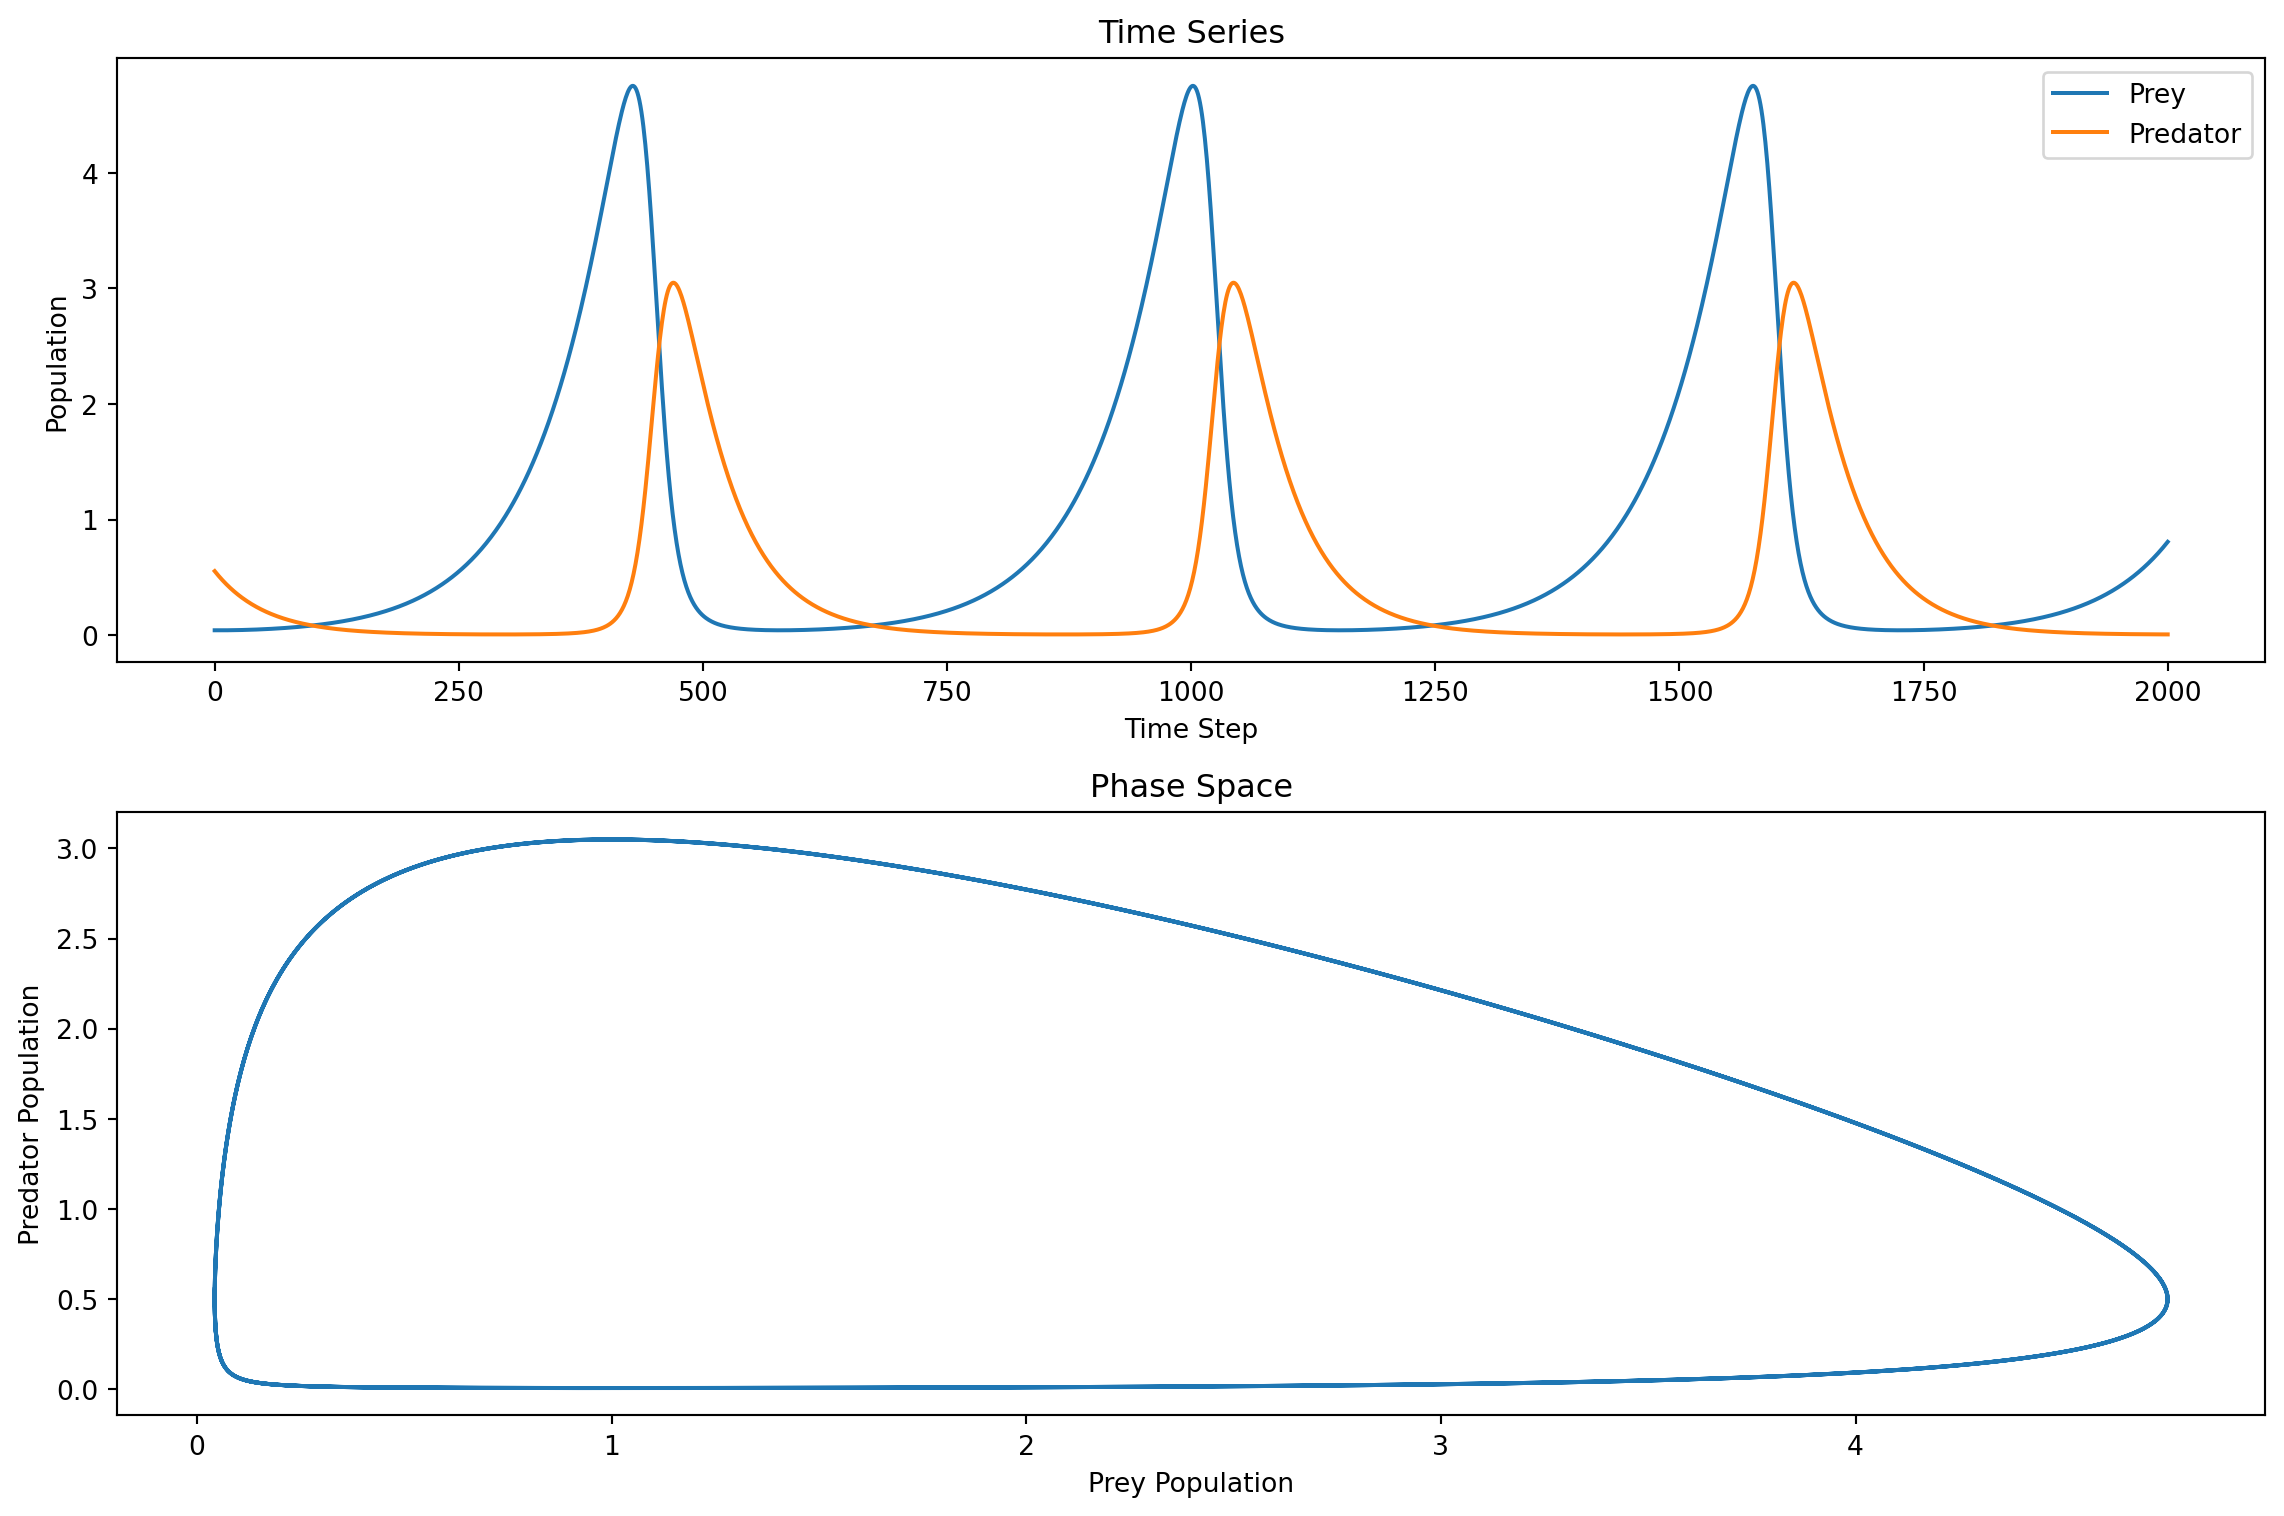 Time Series
Population
4
3
2
1
0
Prey
Predator
0 250 500 750 1000 1250 1500 1750 2000
Time Step
Phase Space
Predator Population
3.0
2.5
2.0
1.5
1.0
0.5
0.0
0 1 2 3 4
Prey Population